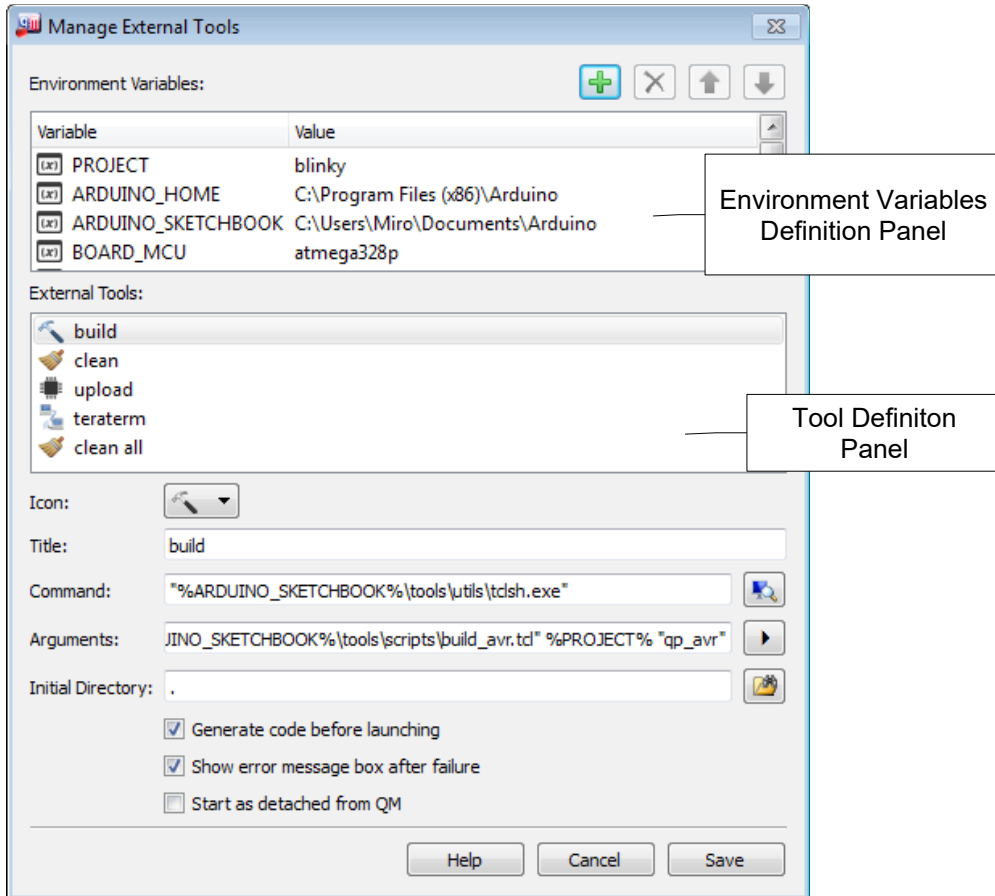 Manage External Tools
Environment Variables:
Variable Value
PROJECT blinky
ARDUINO_HOME C:\Program Files (x86)\Arduino
ARDUINO_SKETCHBOOK C:\Users\Miro\Documents\Arduino
BOARD_MCU atmega328p
Environment Variables
Definition Panel
External Tools:
build
clean
upload
teraterm
clean all
Tool Definiton
Panel
Icon:
Title: build
Command: "%ARDUINO_SKETCHBOOK%\tools\utils\tclsh.exe"
Arguments: JINO_SKETCHBOOK%\tools\scripts\build_avr.tcl" %PROJECT% "qp_avr"
Initial Directory: .
Generate code before launching
Show error message box after failure
Start as detached from QM
Help Cancel Save